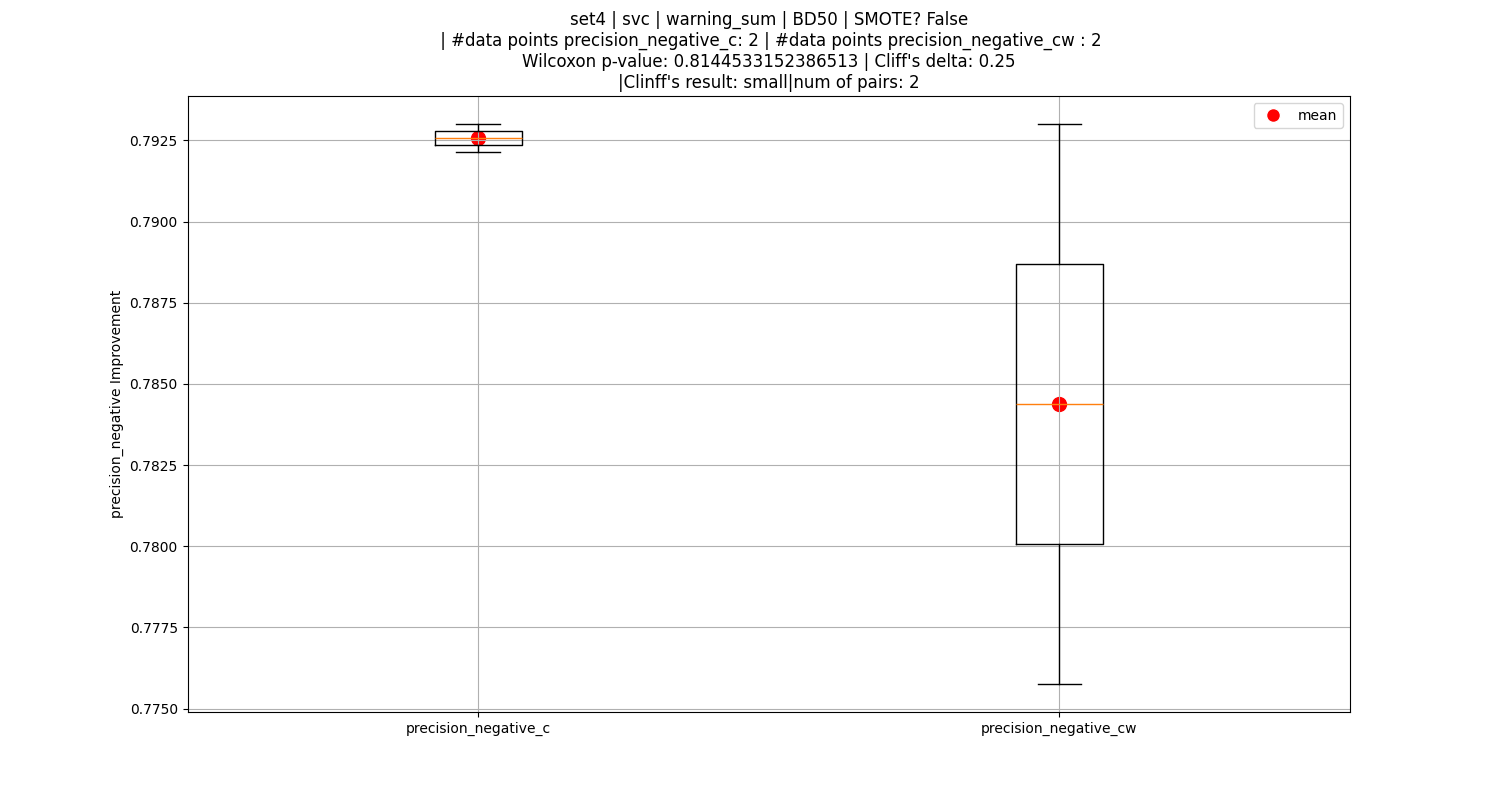 set4 | svc | warning_sum | BD50 | SMOTE? False
| #data points precision_negative_c: 2 | #data points precision_negative_cw : 2
Wilcoxon p-value: 0.8144533152386513 | Cliff's delta: 0.25
|Clinff's result: small|num of pairs: 2
mean
precision_negative Improvement
0.7925
0.7900
0.7875
0.7850
0.7825
0.7800
0.7775
0.7750
precision_negative_c
precision_negative_cw